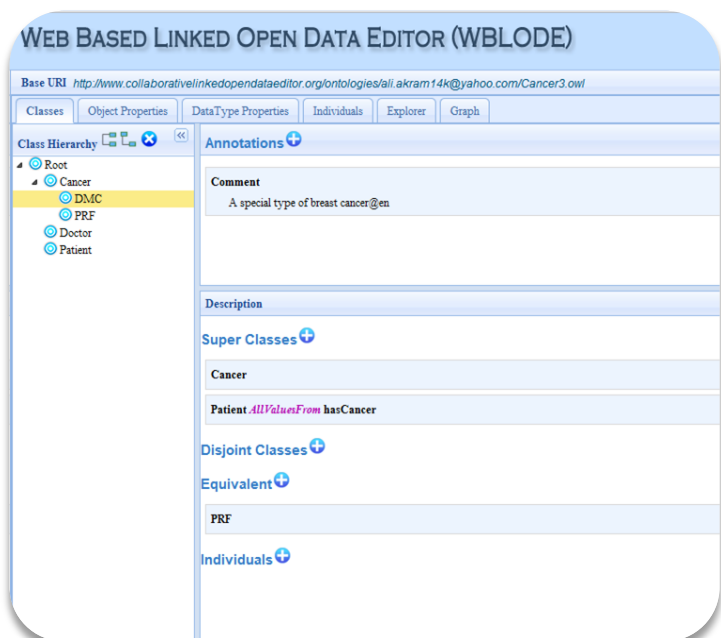 WEB BASED LINKED OPEN DATA EDITOR (WBLODE)
Base URI http://www.collaborativelinkedopendataeditor.org/ontologies/ali.akram14k@yahoo.com/Cancer3.owl
Classes Object Properties DataType Properties Individuals Explorer Graph
Class Hierarchy
Root
Cancer
DMC
PRF
Doctor
Patient
Annotations
Comment
A special type of breast cancer@en
Description
Super Classes
Cancer
Patient AllValuesFrom hasCancer
Disjoint Classes
Equivalent
PRF
Individuals